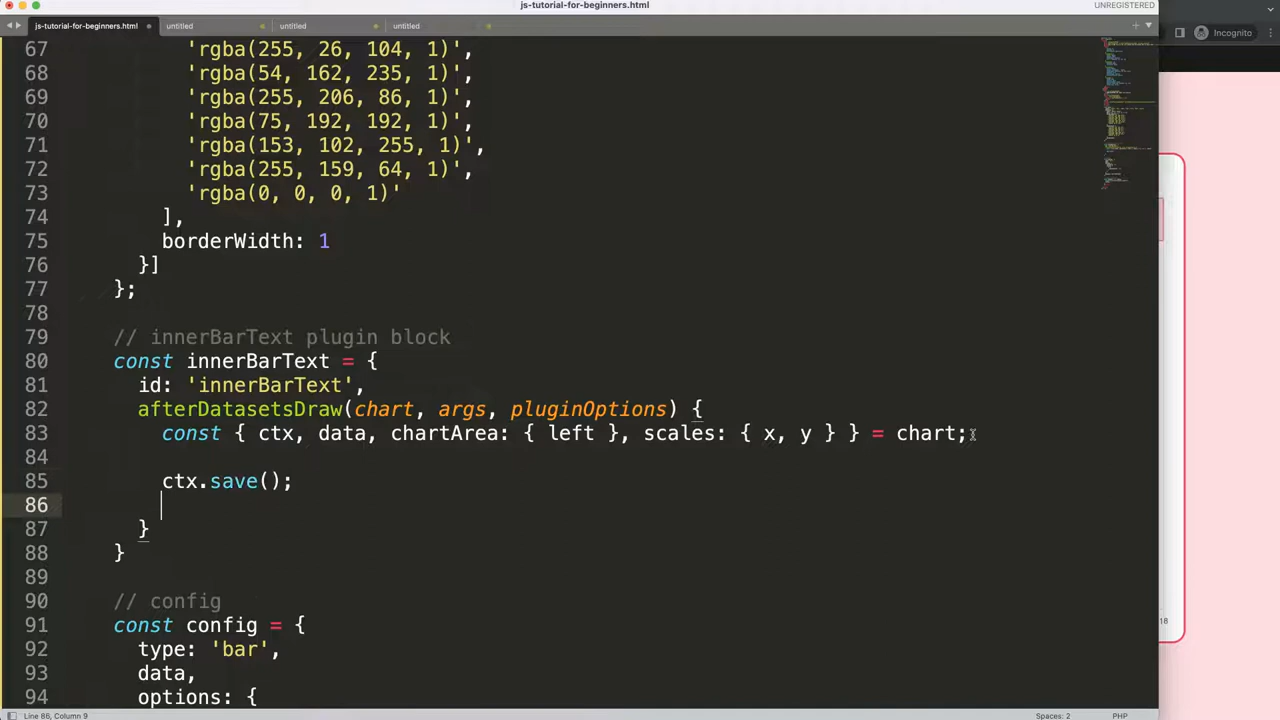 js-tutorial-for-beginners.html
UNREGISTERED
js-tutorial-for-beginners.html
untitled
untitled
untitled
Incognito
67 'rgba(255, 26, 104, 1)',
68 'rgba(54, 162, 235, 1)',
69 'rgba(255, 206, 86, 1)',
70 'rgba(75, 192, 192, 1)',
71 'rgba(153, 102, 255, 1)',
72 'rgba(255, 159, 64, 1)',
73 'rgba(0, 0, 0, 1)'
74 ],
75 borderWidth: 1
76 }]
77 };
78
79 // innerBarText plugin block
80 const innerBarText = {
81 id: 'innerBarText',
82 afterDatasetsDraw(chart, args, pluginOptions) {
83 const { ctx, data, chartArea: { left }, scales: { x, y } } = chart;
84
85 ctx.save();
86
87 }
88 }
89
90 // config
91 const config = {
92 type: 'bar',
93 data,
94 options: {
18
Line 86, Column 9
Spaces: 2
PHP